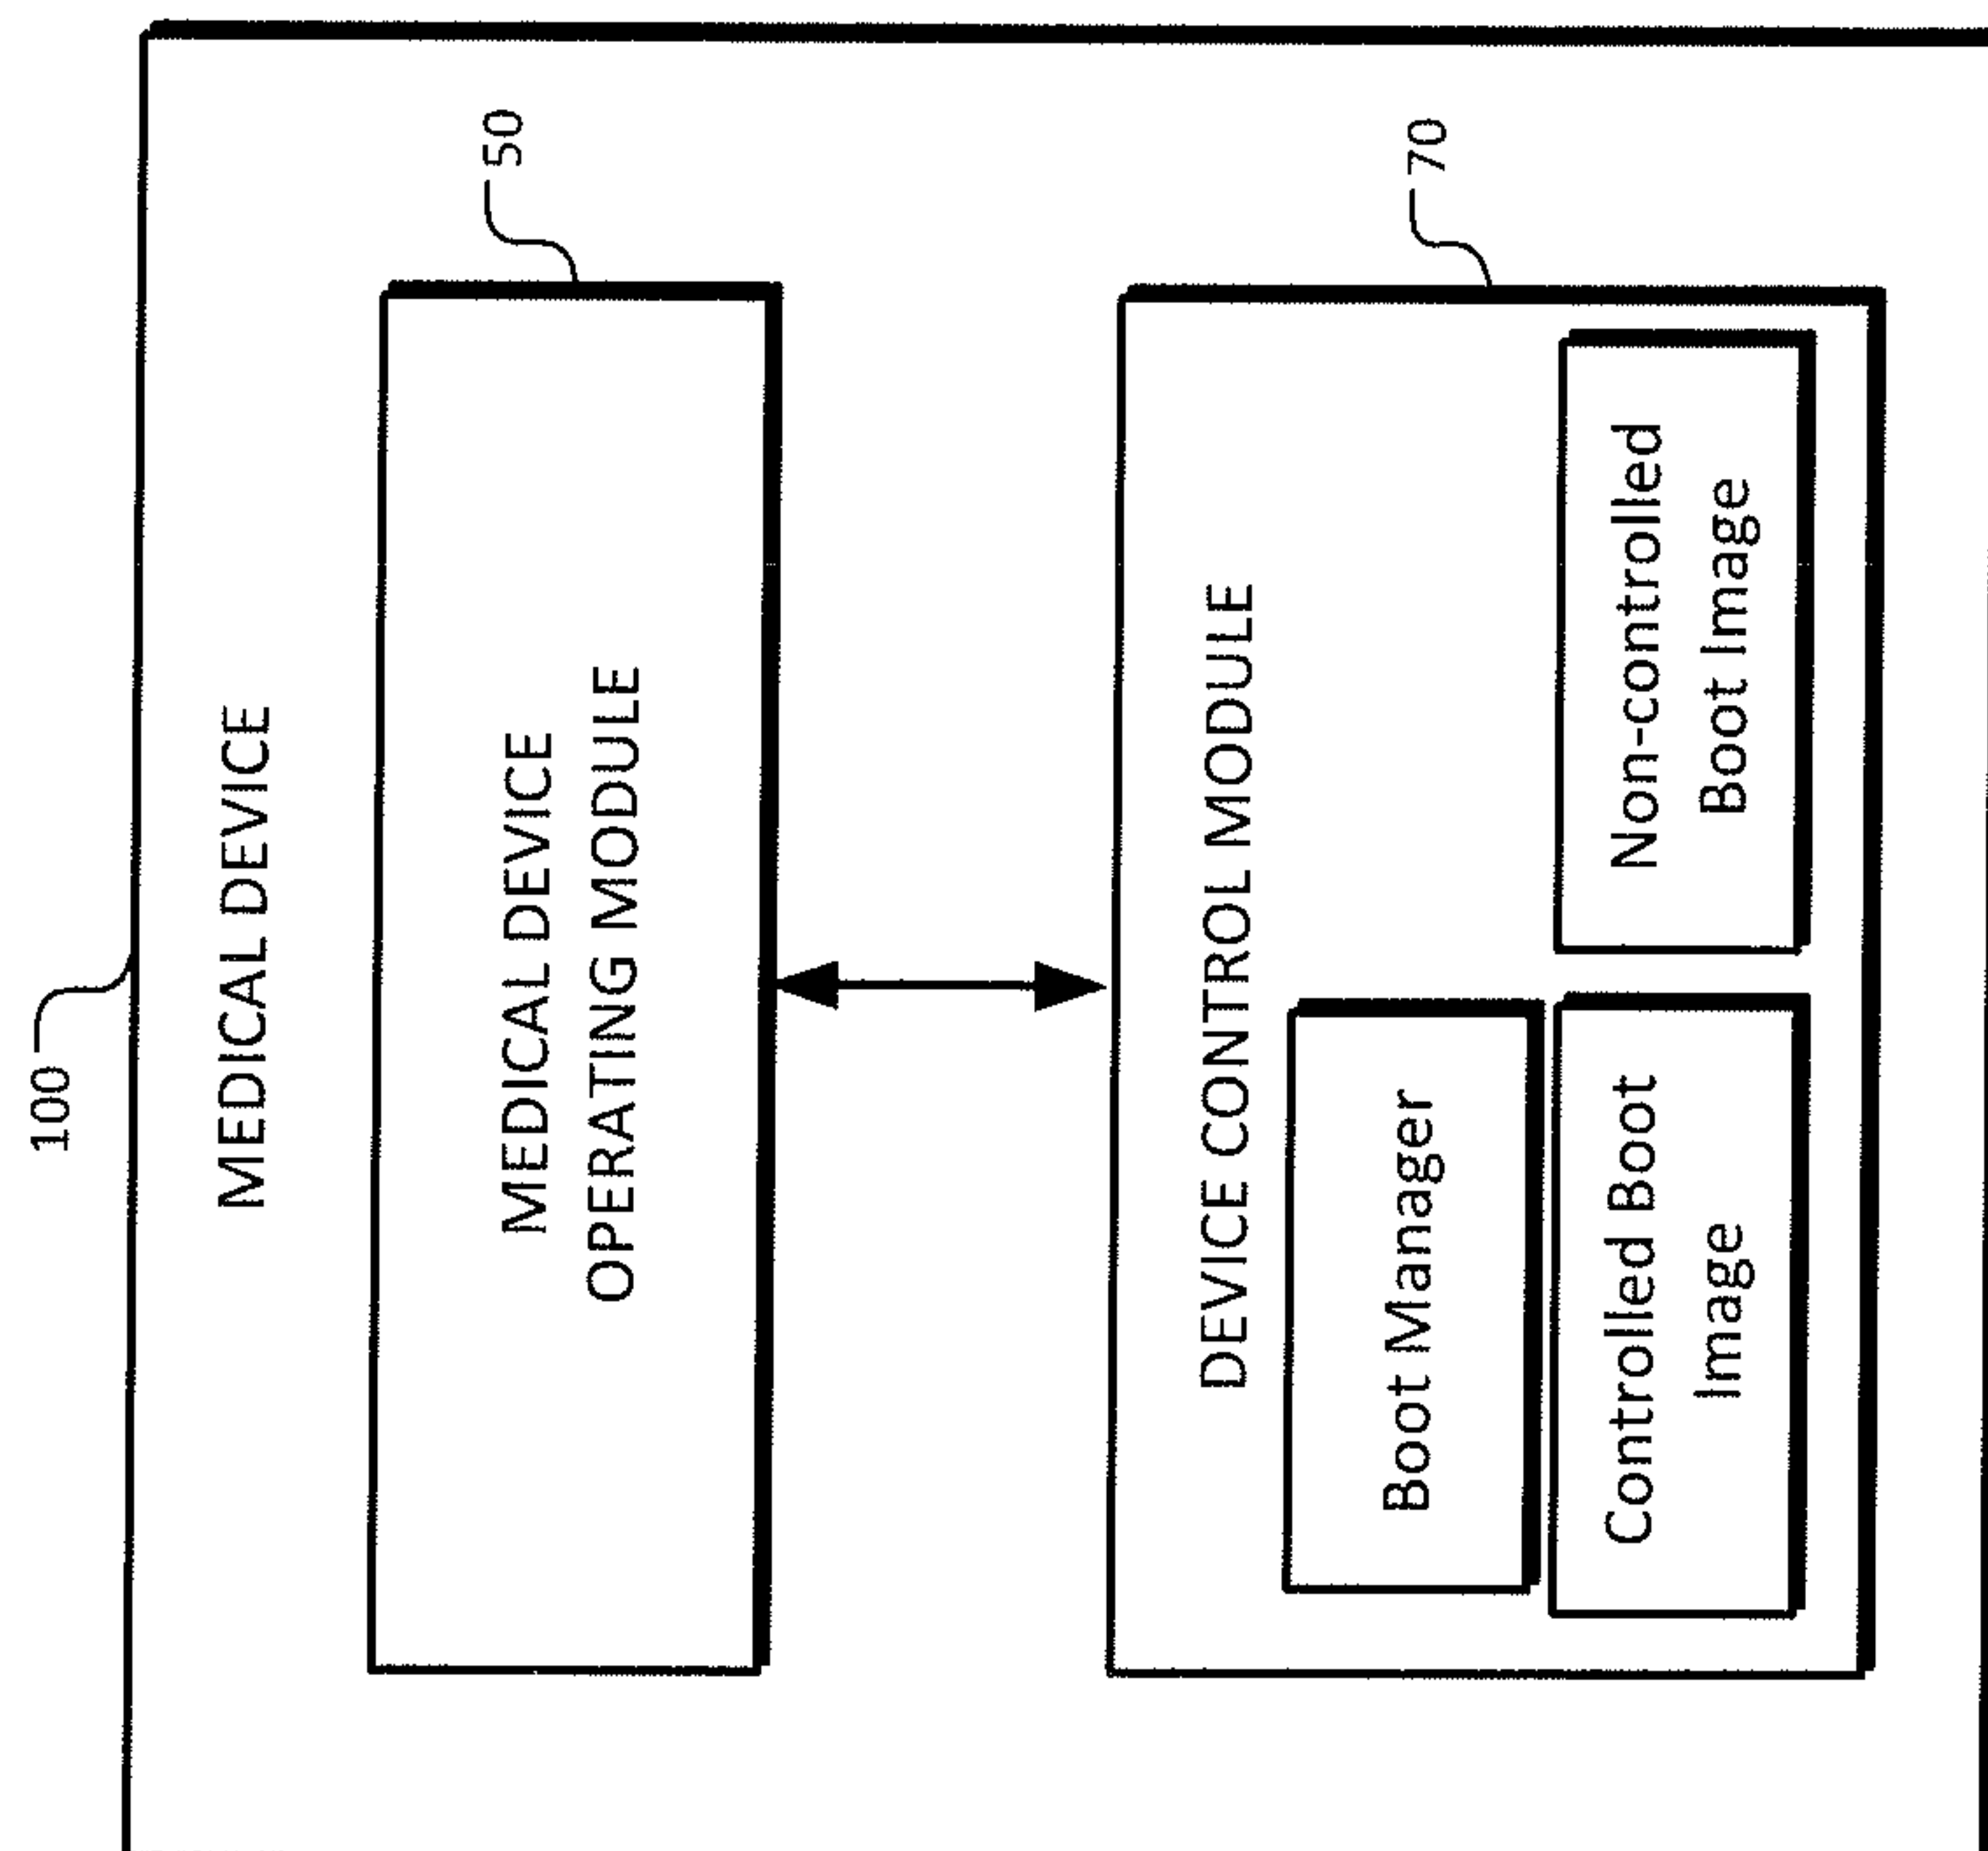 100
MEDICAL DEVICE
50
MEDICAL DEVICE
OPERATING MODULE
70
DEVICE CONTROL MODULE
Boot Manager
Controlled Boot
Image
Non-controlled
Boot Image